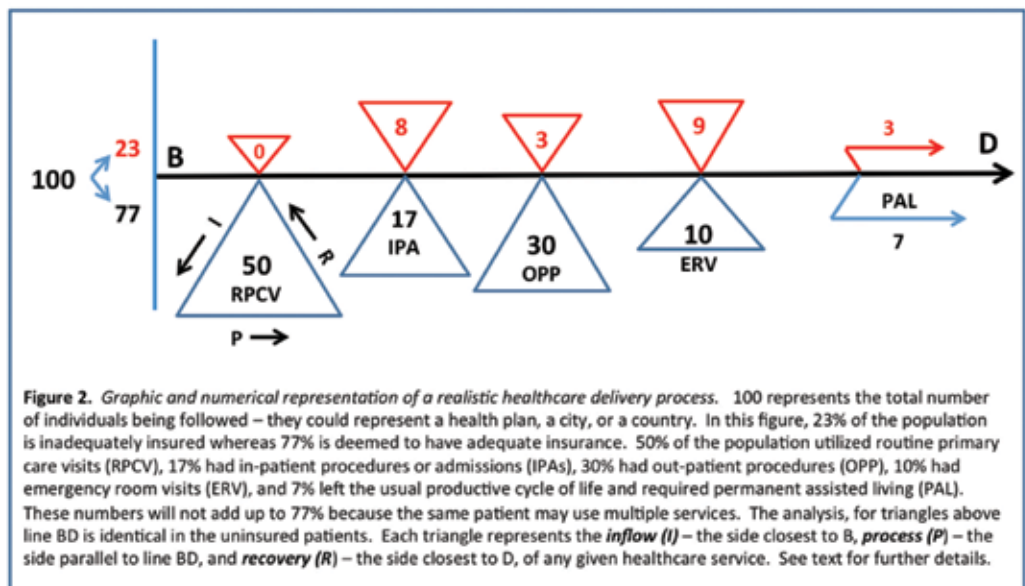 8
9
3
3
0
23
B
D
100
PAL
77
17
I
IPA
10
7
30
R
50
ERV
OPP
RPCV
P
Figure 2. Graphic and numerical representation of a realistic healthcare delivery process. 100 represents the total number
of individuals being followed – they could represent a health plan, a city, or a country. In this figure, 23% of the population
is inadequately insured whereas 77% is deemed to have adequate insurance. 50% of the population utilized routine primary
care visits (RPCV), 17% had in-patient procedures or admissions (IPAs), 30% had out-patient procedures (OPP), 10% had
emergency room visits (ERV), and 7% left the usual productive cycle of life and required permanent assisted living (PAL).
These numbers will not add up to 77% because the same patient may use multiple services. The analysis, for triangles above
line BD is identical in the uninsured patients. Each triangle represents the inflow (I) – the side closest to B, process (P) – the
side parallel to line BD, and recovery (R) – the side closest to D, of any given healthcare service. See text for further details.